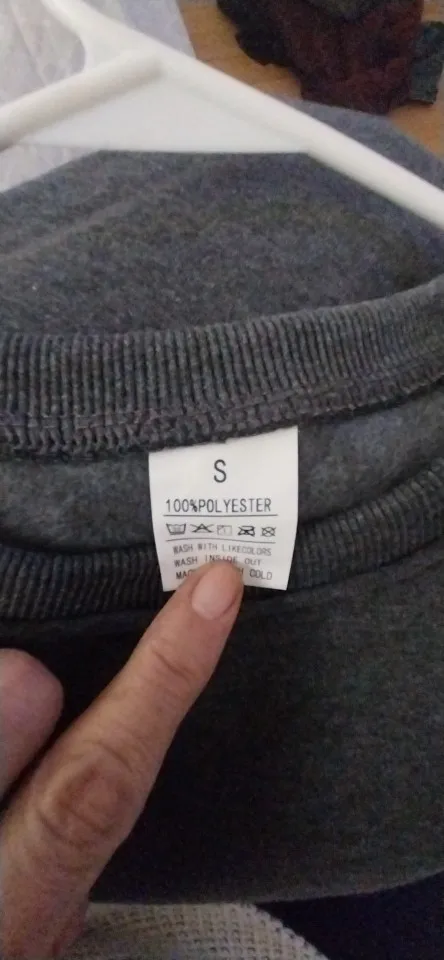 S
100%POLYESTER
WASH WITH LIKECOLORS
WASH INSIDE OUT
COLD